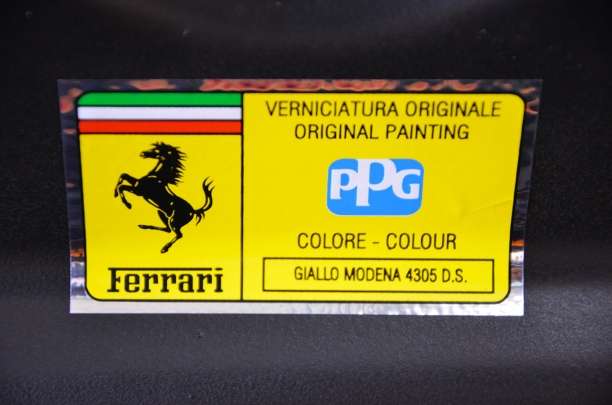 VERNICIATURA ORIGINALE
ORIGINAL PAINTING
PPG
COLORE - COLOUR
GIALLO MODENA 4305 D.S.
Ferrari